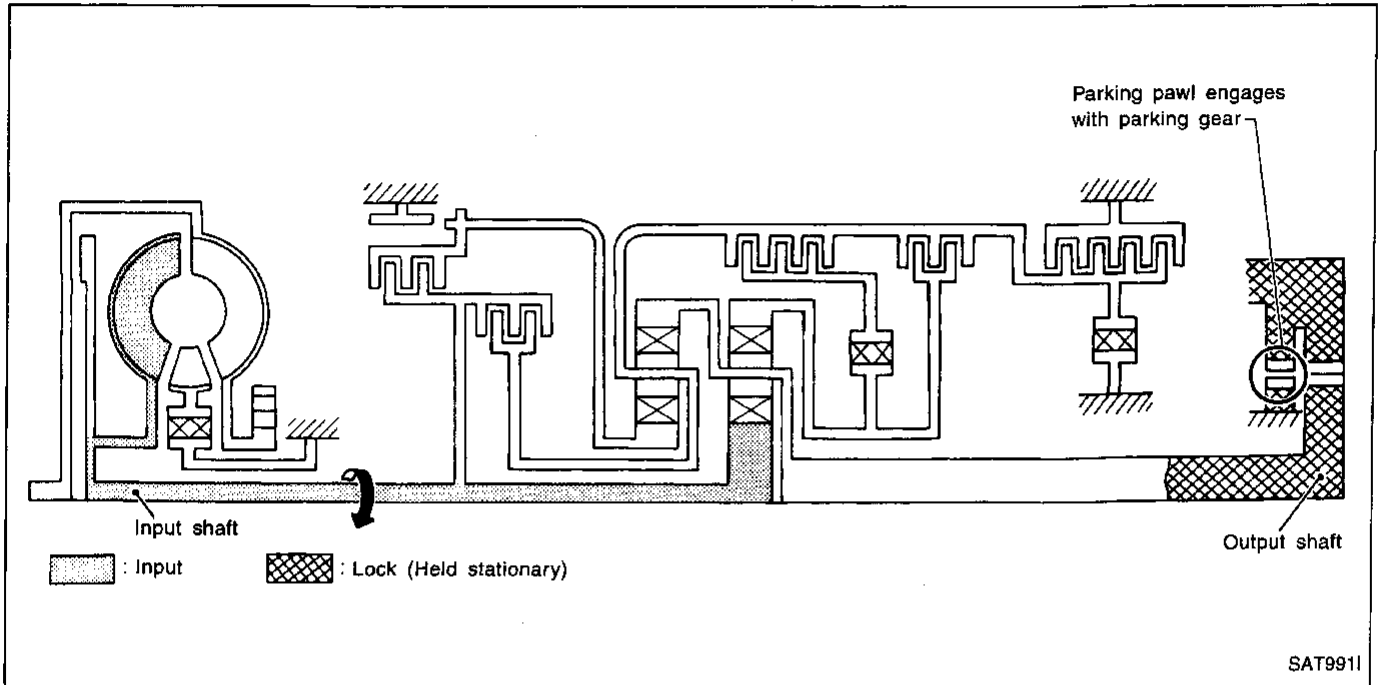 Parking pawl engages
with parking gear
Input shaft
Output shaft
: Input
: Lock (Held stationary)
SAT991I